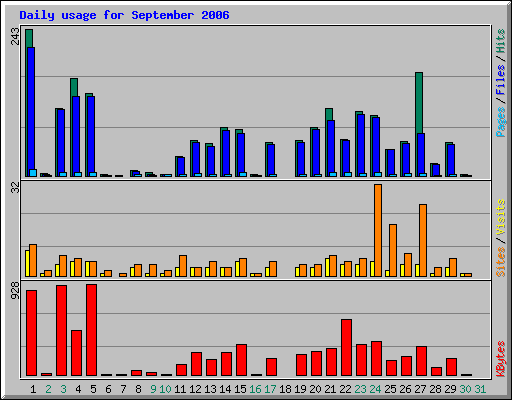 Daily usage for September 2006
243
Pages / Files / Hits
32
Sites / Visits
928
KBytes
1 2 3 4 5 6 7 8 9 10 11 12 13 14 15 16 17 18 19 20 21 22 23 24 25 26 27 28 29 30 31